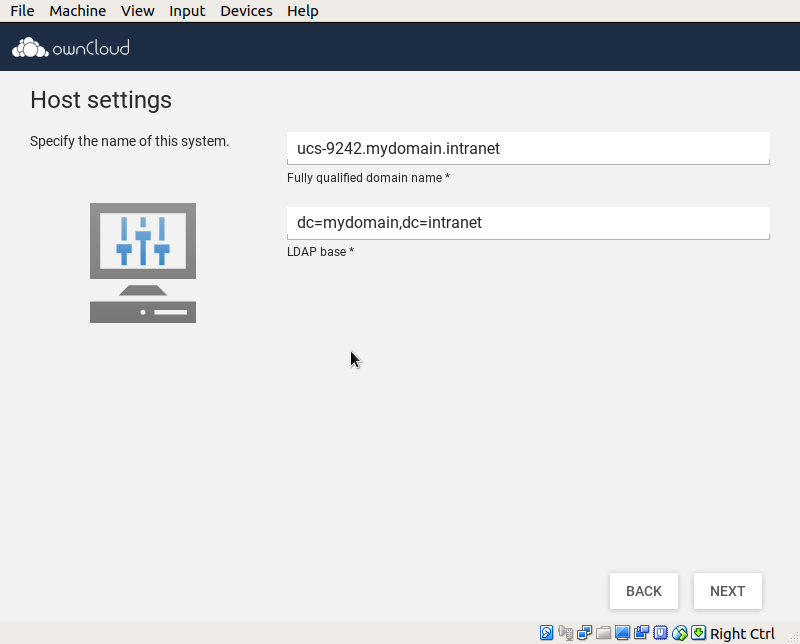 File Machine View Input Devices Help
ownCloud
Host settings
Specify the name of this system.
ucs-9242.mydomain.intranet
Fully qualified domain name *
dc=mydomain,dc=intranet
LDAP base *
BACK NEXT
Right Ctrl